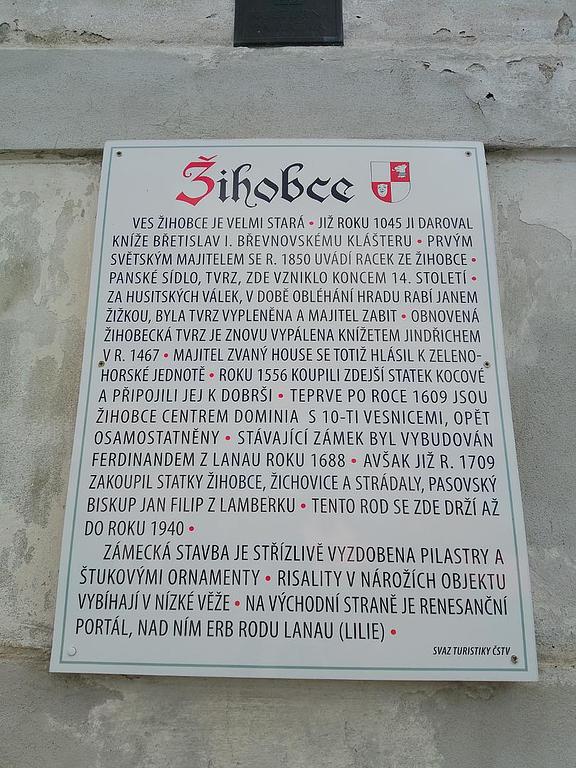 Žihobce
VES ŽIHOBCE JE VELMI STARÁ • JIŽ ROKU 1045 JI DAROVAL
KNÍŽE BŘETISLAV I. BŘEVNOVSKÉMU KLÁŠTERU • PRVÝM
SVĚTSKÝM MAJITELEM SE R. 1850 UVÁDÍ RACEK ZE ŽIHOBCE •
PANSKÉ SÍDLO, TVRZ, ZDE VZNIKLO KONCEM 14. STOLETÍ •
ZA HUSITSKÝCH VÁLEK, V DOBĚ OBLÉHÁNÍ HRADU RABÍ JANEM
ŽIŽKOU, BYLA TVRZ VYPLENĚNA A MAJITEL ZABIT • OBNOVENÁ
ŽIHOBECKÁ TVRZ JE ZNOVU VYPÁLENA KNÍŽETEM JINDŘICHEM
V R. 1467 • MAJITEL ZVANÝ HOUSE SE TOTIŽ HLÁSIL K ZELENO-
HORSKÉ JEDNOTĚ • ROKU 1556 KOUPILI ZDEJŠÍ STATEK KOCOVÉ
A PŘIPOJILI JEJ K DOBRŠI • TEPRVE PO ROCE 1609 JSOU
ŽIHOBCE CENTREM DOMINIA S 10-TI VESNICEMI, OPĚT
OSAMOSTATNĚNY • STÁVAJÍCÍ ZÁMEK BYL VYBUDOVÁN
FERDINANDEM Z LANAU ROKU 1688 • AVŠAK JIŽ R. 1709
ZAKOUPIL STATKY ŽIHOBCE, ŽICHOVICE A STRÁDALY, PASOVSKÝ
BISKUP JAN FILIP Z LAMBERKU • TENTO ROD SE ZDE DRŽÍ AŽ
DO ROKU 1940 •
ZÁMECKÁ STAVBA JE STŘÍZLIVĚ VYZDOBENA PILASTRY A
ŠTUKOVÝMI ORNAMENTY • RISALITY V NÁROŽÍCH OBJEKTU
VYBÍHAJÍ V NÍZKÉ VĚŽE • NA VÝCHODNÍ STRANĚ JE RENESANČNÍ
PORTÁL, NAD NÍM ERB RODU LANAU (LILIE) •
SVAZ TURISTIKY ČSTV